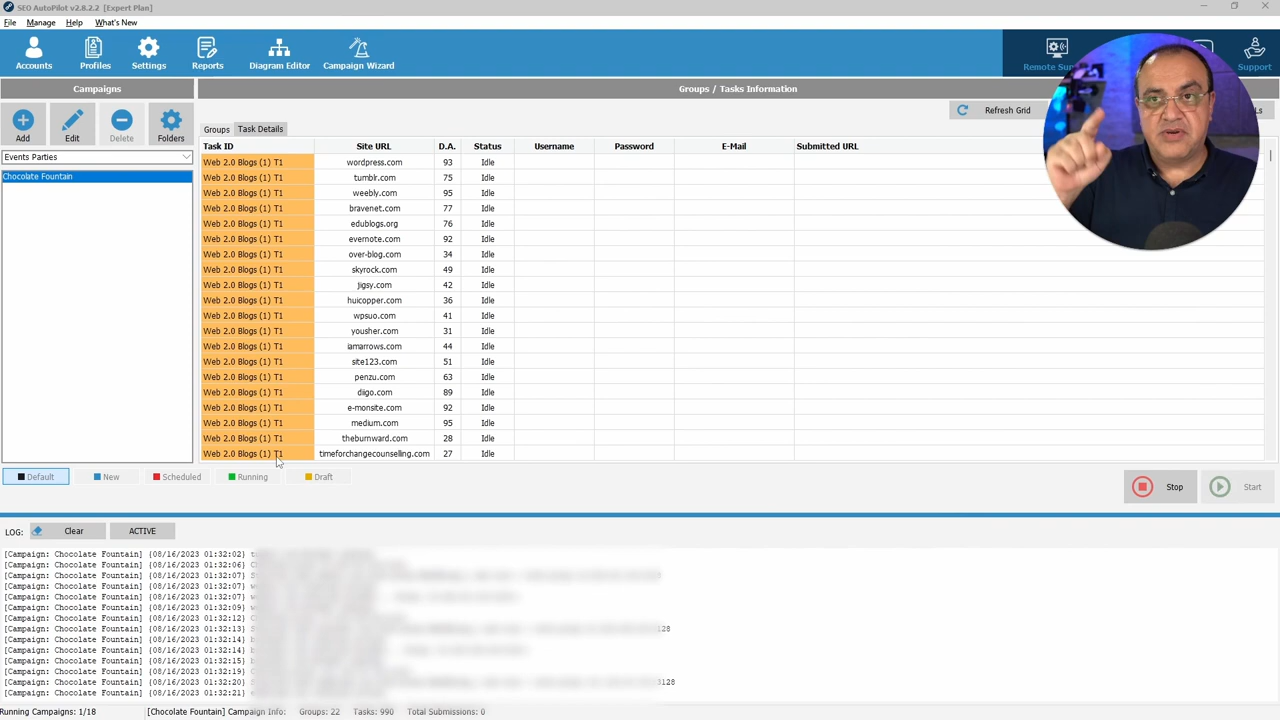 SEO AutoPilot v2.8.2.2 [Expert Plan]
File Manage Help What's New
Accounts Profiles Settings Reports Diagram Editor Campaign Wizard Support
Campaigns Groups / Tasks Information
Add Edit Delete Folders
Refresh Grid
Events Parties
Chocolate Fountain
Groups Task Details
Task ID Site URL D.A. Status Username Password E-Mail Submitted URL
Web 2.0 Blogs (1) T1 wordpress.com 93 Idle
Web 2.0 Blogs (1) T1 tumblr.com 75 Idle
Web 2.0 Blogs (1) T1 weebly.com 95 Idle
Web 2.0 Blogs (1) T1 bravenet.com 77 Idle
Web 2.0 Blogs (1) T1 edublogs.org 76 Idle
Web 2.0 Blogs (1) T1 evernote.com 92 Idle
Web 2.0 Blogs (1) T1 over-blog.com 34 Idle
Web 2.0 Blogs (1) T1 skyrock.com 49 Idle
Web 2.0 Blogs (1) T1 jigsy.com 42 Idle
Web 2.0 Blogs (1) T1 huicopper.com 36 Idle
Web 2.0 Blogs (1) T1 wpsuo.com 41 Idle
Web 2.0 Blogs (1) T1 yousher.com 31 Idle
Web 2.0 Blogs (1) T1 iamarrows.com 44 Idle
Web 2.0 Blogs (1) T1 site123.com 51 Idle
Web 2.0 Blogs (1) T1 penzu.com 63 Idle
Web 2.0 Blogs (1) T1 diigo.com 89 Idle
Web 2.0 Blogs (1) T1 e-monsite.com 92 Idle
Web 2.0 Blogs (1) T1 medium.com 95 Idle
Web 2.0 Blogs (1) T1 theburnward.com 28 Idle
Web 2.0 Blogs (1) T1 timeforchangecounselling.com 27 Idle
Default New Scheduled Running Draft
Stop Start
LOG: Clear ACTIVE
[Campaign: Chocolate Fountain] {08/16/2023 01:32:02}
[Campaign: Chocolate Fountain] {08/16/2023 01:32:06}
[Campaign: Chocolate Fountain] {08/16/2023 01:32:07}
[Campaign: Chocolate Fountain] {08/16/2023 01:32:07}
[Campaign: Chocolate Fountain] {08/16/2023 01:32:07}
[Campaign: Chocolate Fountain] {08/16/2023 01:32:09}
[Campaign: Chocolate Fountain] {08/16/2023 01:32:12}
[Campaign: Chocolate Fountain] {08/16/2023 01:32:13}
[Campaign: Chocolate Fountain] {08/16/2023 01:32:14}
[Campaign: Chocolate Fountain] {08/16/2023 01:32:14}
[Campaign: Chocolate Fountain] {08/16/2023 01:32:15}
[Campaign: Chocolate Fountain] {08/16/2023 01:32:19}
[Campaign: Chocolate Fountain] {08/16/2023 01:32:20}
[Campaign: Chocolate Fountain] {08/16/2023 01:32:21}
Running Campaigns: 1/18 [Chocolate Fountain] Campaign Info: Groups: 22 Tasks: 990 Total Submissions: 0